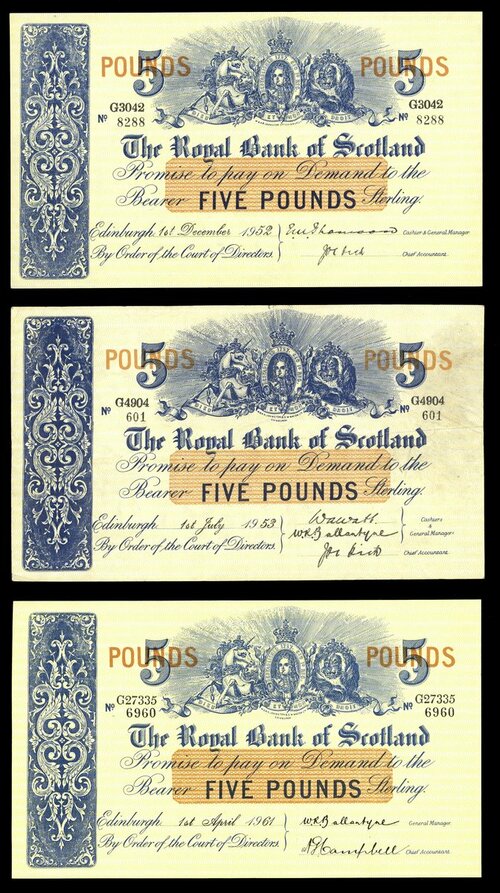 POUNDS 5 5 POUNDS
G3042 G3042
Nº 8288 Nº 8288
The Royal Bank of Scotland
Promise to pay on Demand to the
Bearer FIVE POUNDS Sterling.
Edinburgh 1st December 1952 Cashier & General Manager
By Order of the Court of Directors. Chief Accountant.
POUNDS 5 5 POUNDS
DIEU ET MON DROIT
G4904 G4904
Nº 601 Nº 601
The Royal Bank of Scotland
Promise to pay on Demand to the
Bearer FIVE POUNDS Sterling.
Edinburgh 1st July 1953 Cashiers
W R Ballantyne & General Managers
By Order of the Court of Directors. Chief Accountant.
POUNDS 5 5 POUNDS
G27335 G27335
Nº 6960 Nº 6960
The Royal Bank of Scotland
Promise to pay on Demand to the
Bearer FIVE POUNDS Sterling.
Edinburgh 1st April 1961 W R Ballantyne General Manager
By Order of the Court of Directors. Campbell Chief Accountant.